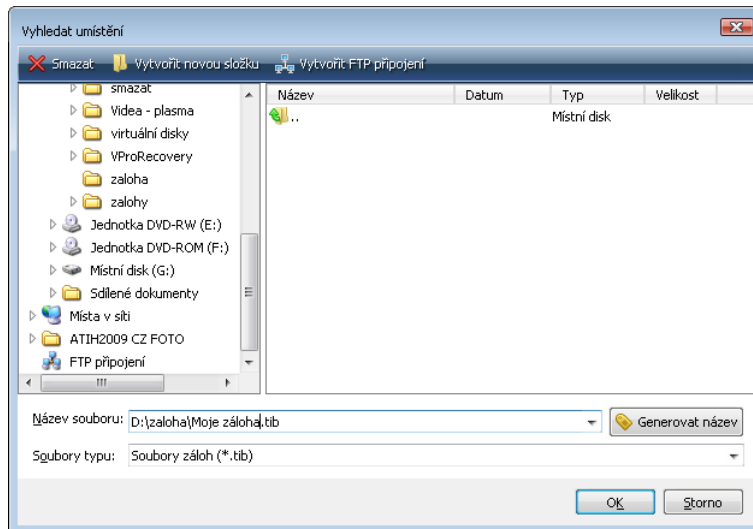 Vyhledat umístění
Smazat Vytvořit novou složku Vytvořit FTP připojení
smazat
Videa - plasma
virtuální disky
VProRecovery
zaloha
zalohy
Jednotka DVD-RW (E:)
Jednotka DVD-ROM (F:)
Místní disk (G:)
Sdílené dokumenty
Místa v síti
ATIH2009 CZ FOTO
FTP připojení
Název Datum Typ Velikost
.. Místní disk
Název souboru: D:\zaloha\Moje záloha.tib Generovat název
Soubory typu: Soubory záloh (*.tib)
OK Storno